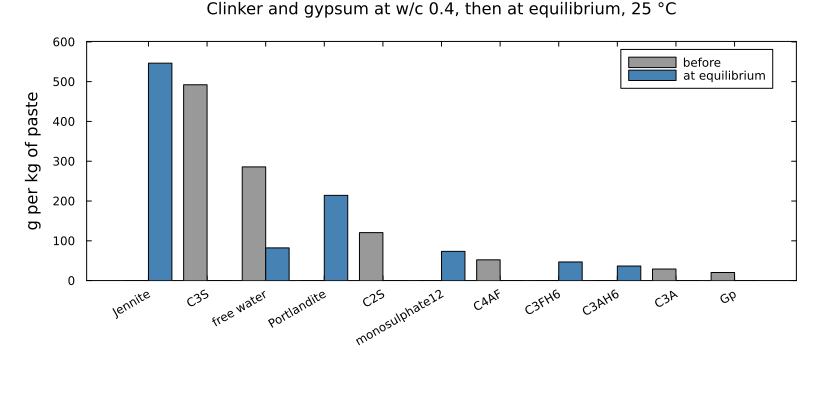 Clinker and gypsum at w/c 0.4, then at equilibrium, 25 °C
g per kg of paste
600
500
400
300
200
100
0
before
at equilibrium
Jennite
C3S
free water
Portlandite
C2S
monosulphate12
C4AF
C3FH6
C3AH6
C3A
Gp